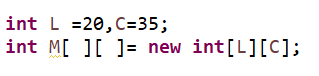 int L =20,C=35;
int M[ ][ ]= new int[L][C];